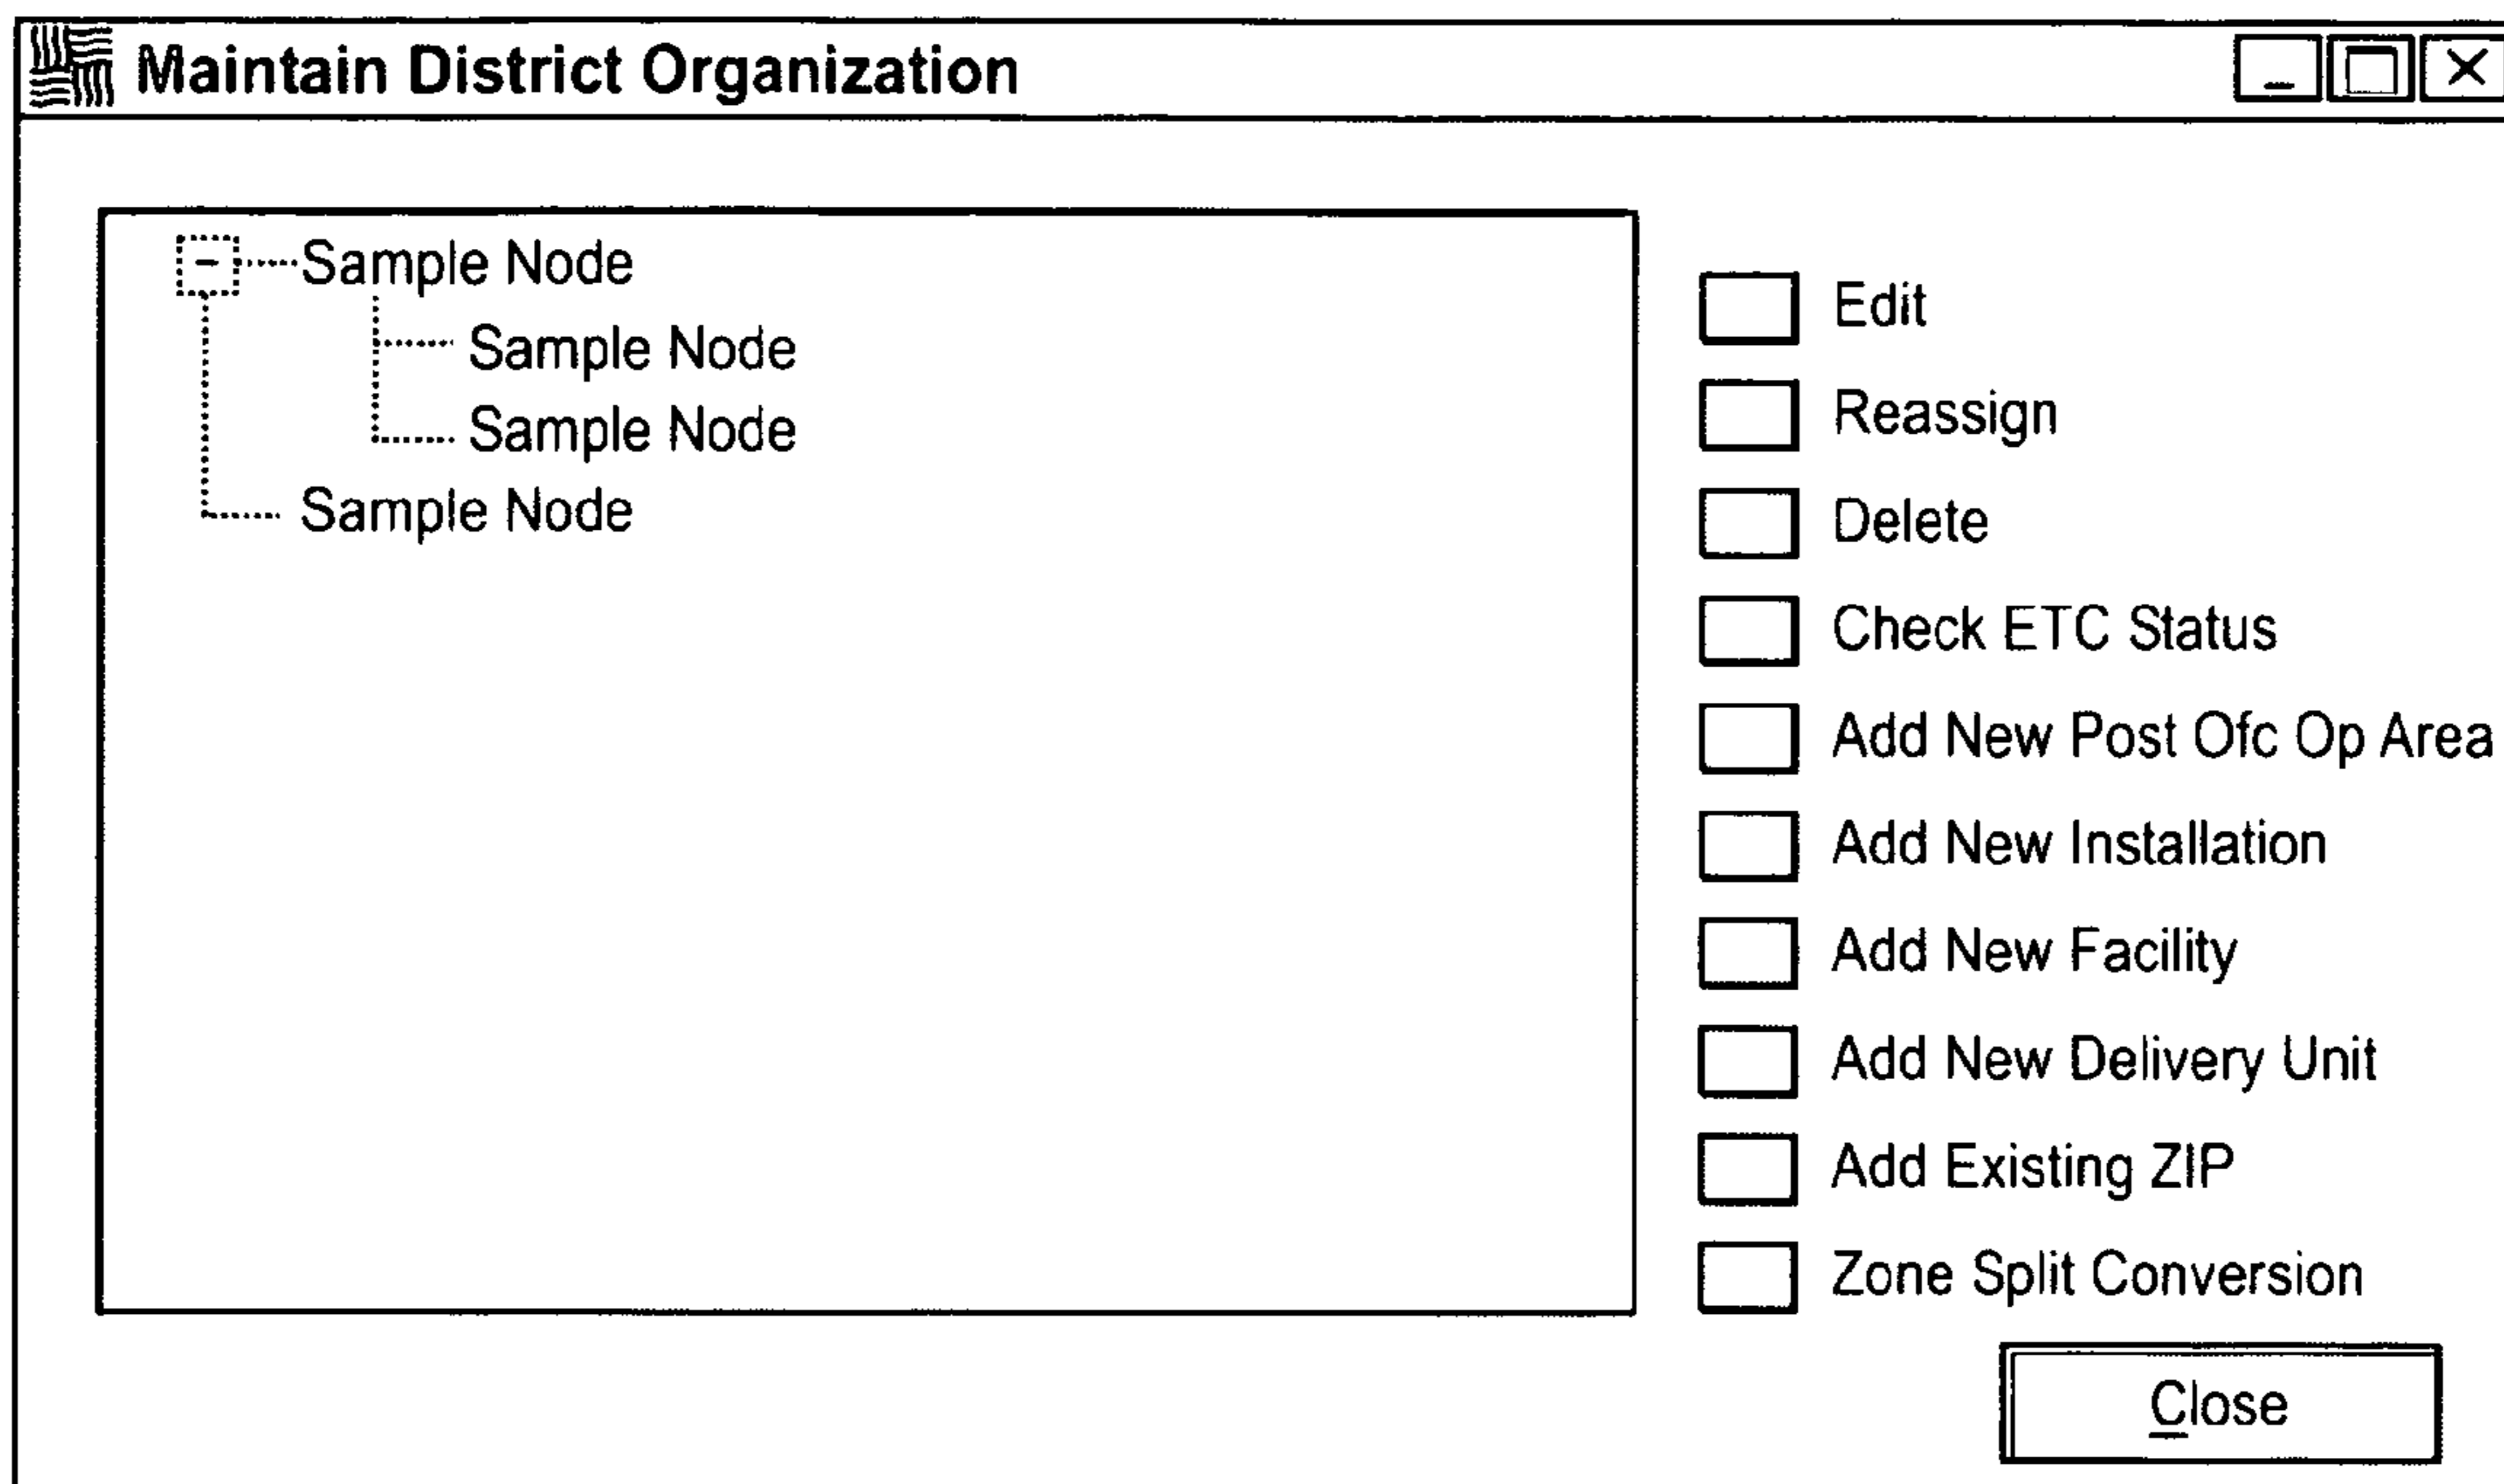 Maintain District Organization
Sample Node
Sample Node
Sample Node
Sample Node
Edit
Reassign
Delete
Check ETC Status
Add New Post Ofc Op Area
Add New Installation
Add New Facility
Add New Delivery Unit
Add Existing ZIP
Zone Split Conversion
Close